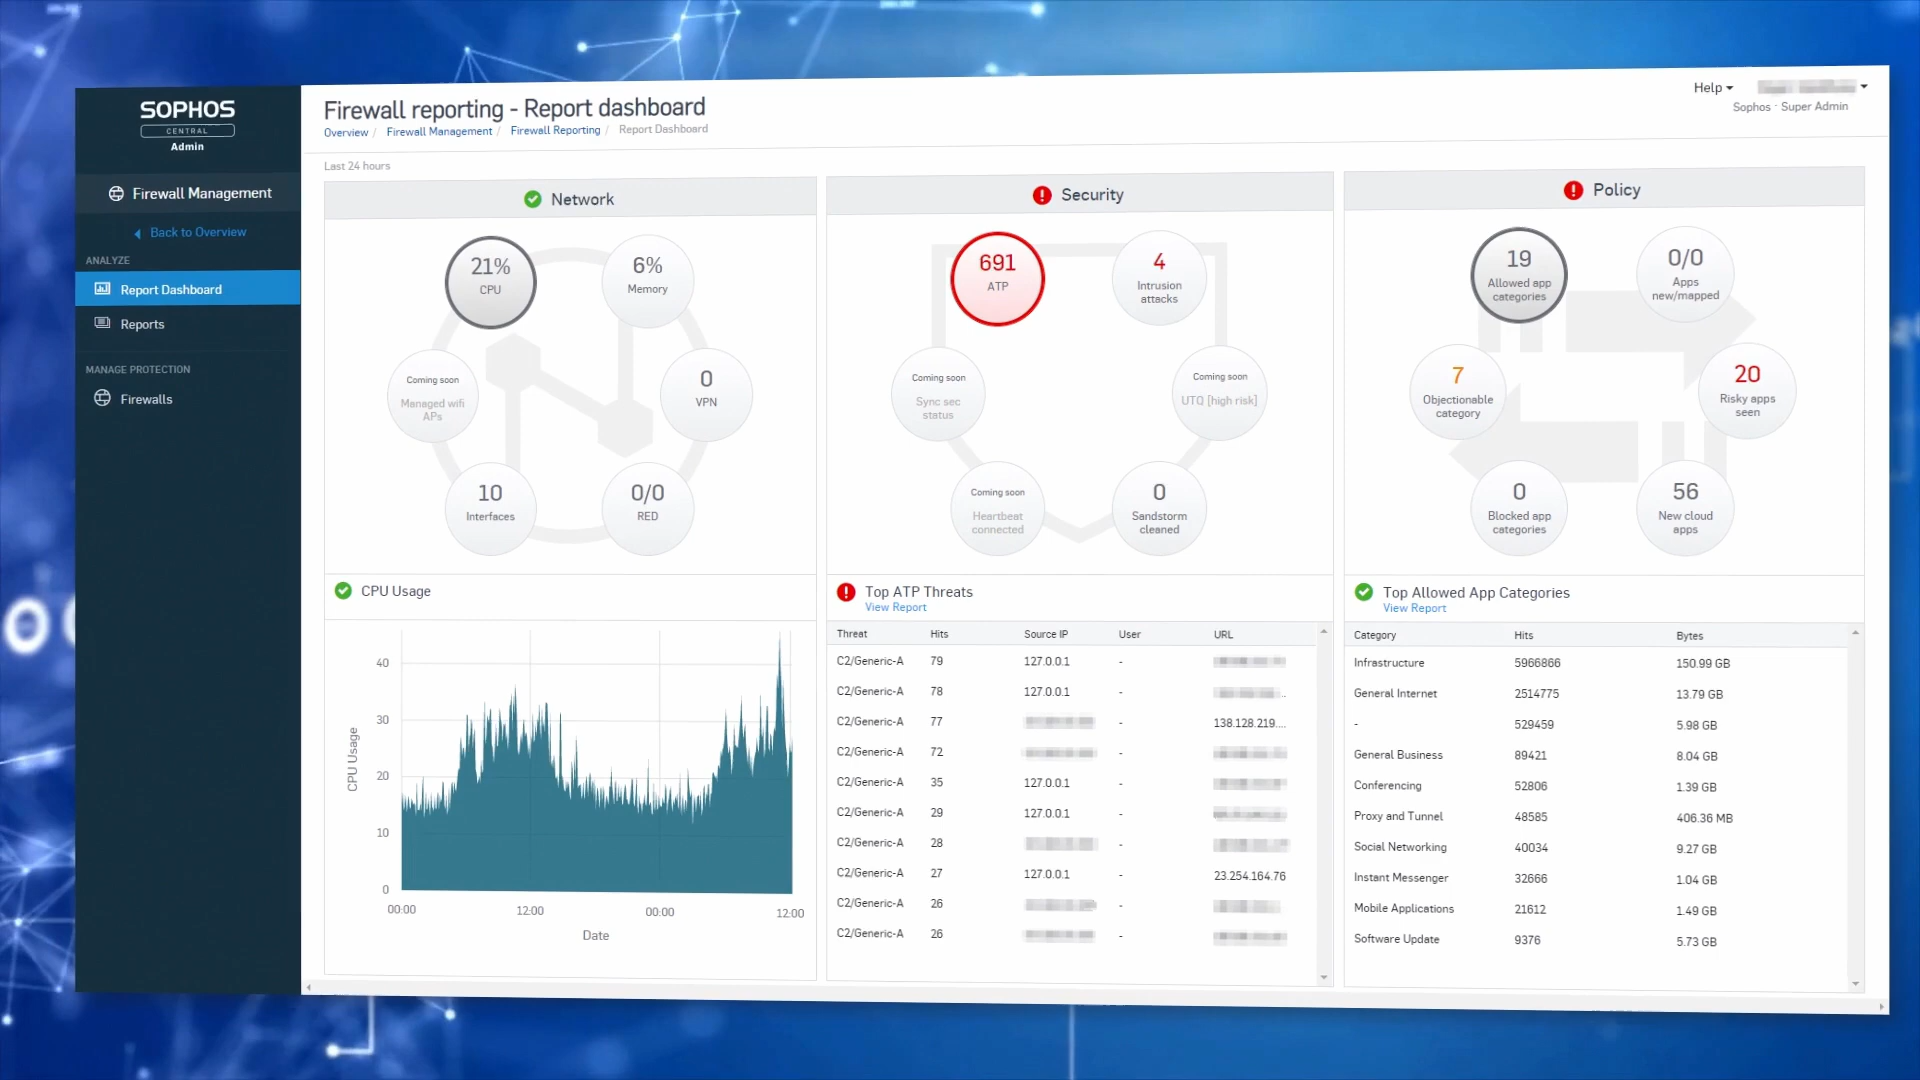 SOPHOS
CENTRAL
Admin
Firewall Management
Back to Overview
ANALYZE
Report Dashboard
Reports
MANAGE PROTECTION
Firewalls
Firewall reporting - Report dashboard
Overview / Firewall Management / Firewall Reporting / Report Dashboard
Help
Sophos · Super Admin
Last 24 hours
Network
21%
CPU
6%
Memory
Coming soon
Managed wifi
APs
0
VPN
10
Interfaces
0/0
RED
Security
691
ATP
4
Intrusion
attacks
Coming soon
Sync sec
status
Coming soon
UTQ [high risk]
Coming soon
Heartbeat
connected
0
Sandstorm
cleaned
Policy
19
Allowed app
categories
0/0
Apps
new/mapped
7
Objectionable
category
20
Risky apps
seen
0
Blocked app
categories
56
New cloud
apps
CPU Usage
CPU Usage
40
30
20
10
0
00:00 12:00 00:00 12:00
Date
Top ATP Threats
View Report
Threat Hits Source IP User URL
C2/Generic-A 79 127.0.0.1 -
C2/Generic-A 78 127.0.0.1 - ..
C2/Generic-A 77 - 138.128.219....
C2/Generic-A 72 -
C2/Generic-A 35 127.0.0.1 -
C2/Generic-A 29 127.0.0.1 -
C2/Generic-A 28 -
C2/Generic-A 27 127.0.0.1 - 23.254.164.76
C2/Generic-A 26 -
C2/Generic-A 26 -
Top Allowed App Categories
View Report
Category Hits Bytes
Infrastructure 5966866 150.99 GB
General Internet 2514775 13.79 GB
- 529459 5.98 GB
General Business 89421 8.04 GB
Conferencing 52806 1.39 GB
Proxy and Tunnel 48585 406.36 MB
Social Networking 40034 9.27 GB
Instant Messenger 32666 1.04 GB
Mobile Applications 21612 1.49 GB
Software Update 9376 5.73 GB